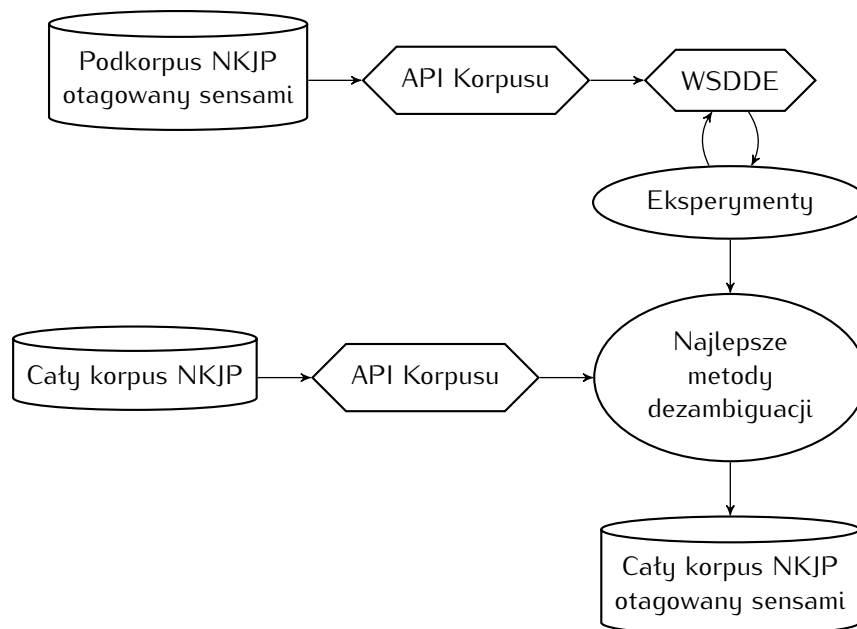 Podkorpus NKJP
otagowany sensami
API Korpusu
WSDDE
Eksperymenty
Cały korpus NKJP
API Korpusu
Najlepsze
metody
dezambiguacji
Cały korpus NKJP
otagowany sensami